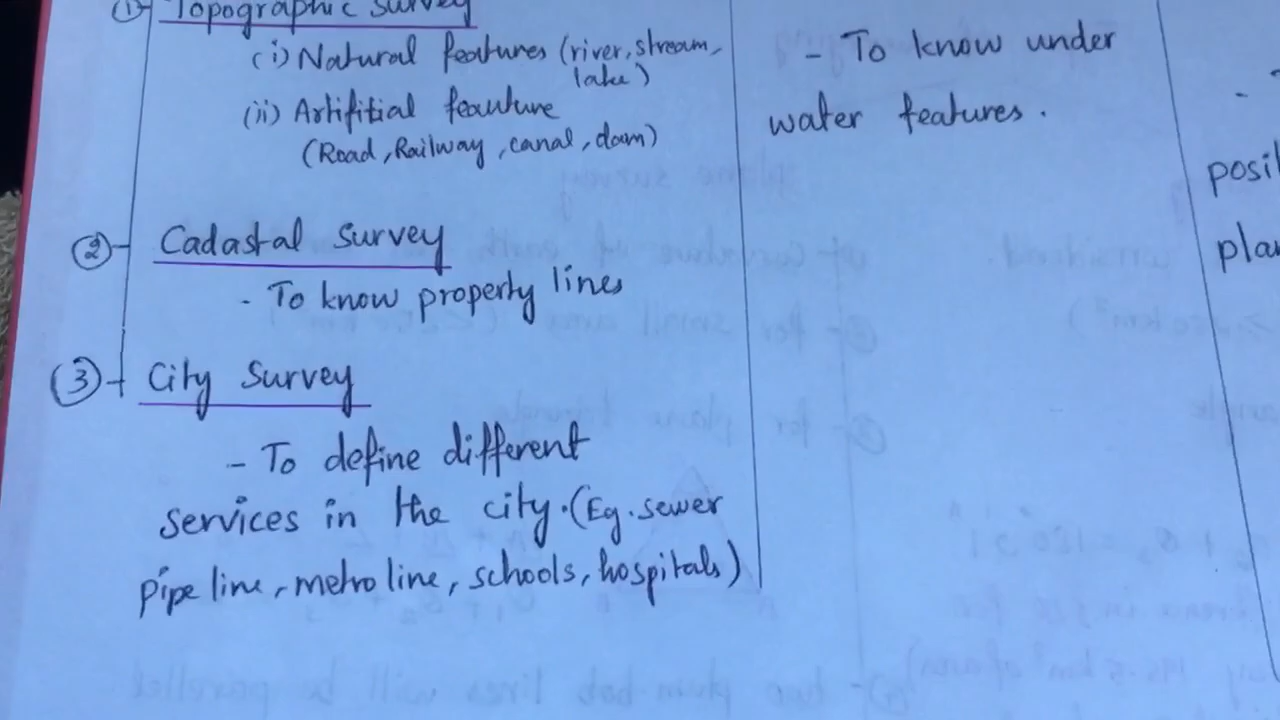 ① Topographic Survey
(i) Natural features (river, stream,
lake)
(ii) Artifitial feauture
(Road, Railway, canal, dam)
② Cadastal Survey
- To know property lines
③ City Survey
- To define different
services in the city. (Eg. sewer
pipe line, metro line, schools, hospitals)
- To know under
water features.
-
posi
pla